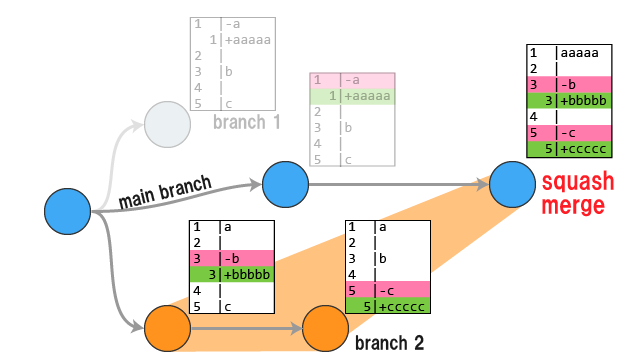 1 |-a
1|+aaaaa
2 |
3 |b
4 |
5 |c
branch 1
1 |-a
1|+aaaaa
2 |
3 |b
4 |
5 |c
1 |aaaaa
2 |
3 |-b
3|+bbbbb
4 |
5 |-c
5|+ccccc
main branch
squash
merge
1 |a
2 |
3 |-b
3|+bbbbb
4 |
5 |c
1 |a
2 |
3 |b
4 |
5 |-c
5|+ccccc
branch 2